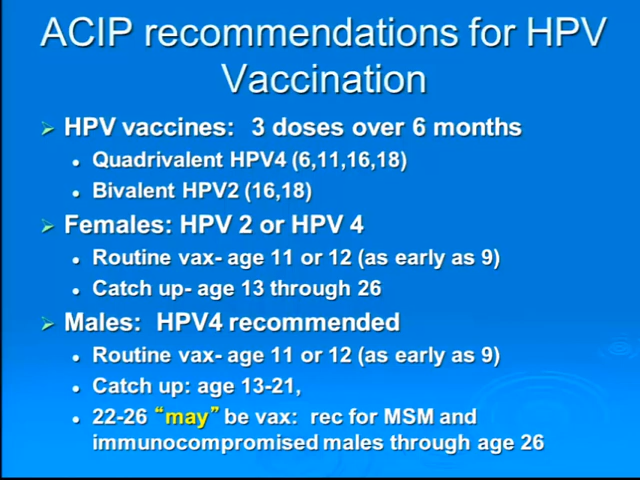 ACIP recommendations for HPV
Vaccination
HPV vaccines: 3 doses over 6 months
Quadrivalent HPV4 (6,11,16,18)
Bivalent HPV2 (16,18)
Females: HPV 2 or HPV 4
Routine vax- age 11 or 12 (as early as 9)
Catch up- age 13 through 26
Males: HPV4 recommended
Routine vax- age 11 or 12 (as early as 9)
Catch up: age 13-21,
22-26 “may” be vax: rec for MSM and
immunocompromised males through age 26